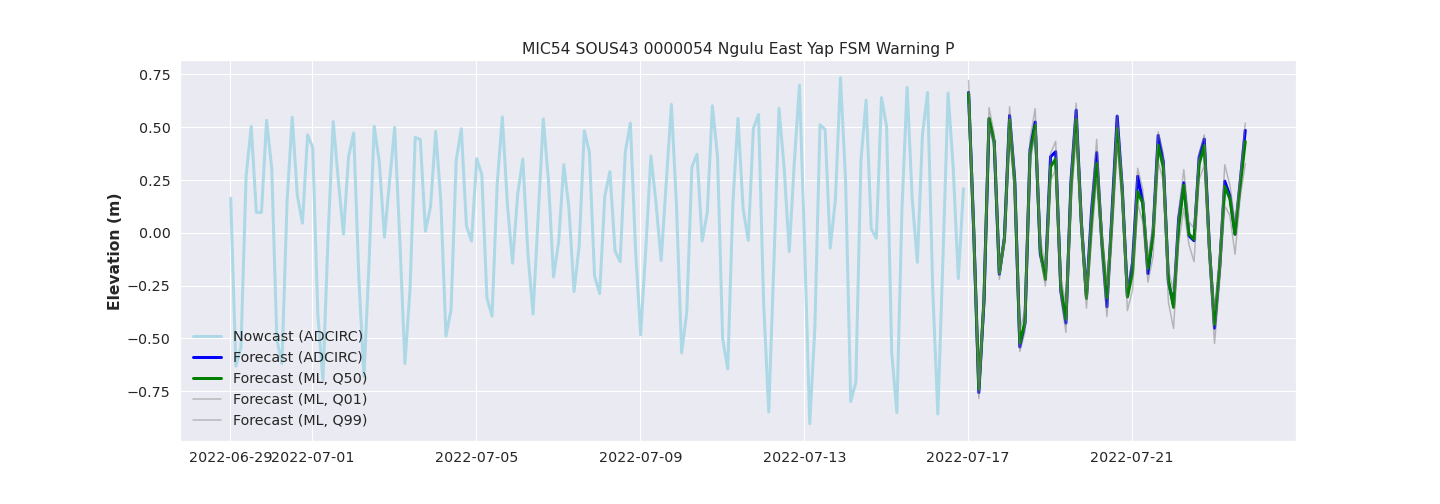 MIC54 SOUS43 0000054 Ngulu East Yap FSM Warning P
Elevation (m)
0.75
0.50
0.25
0.00
−0.25
−0.50
−0.75
Nowcast (ADCIRC)
Forecast (ADCIRC)
Forecast (ML, Q50)
Forecast (ML, Q01)
Forecast (ML, Q99)
2022-06-29 2022-07-01 2022-07-05 2022-07-09 2022-07-13 2022-07-17 2022-07-21